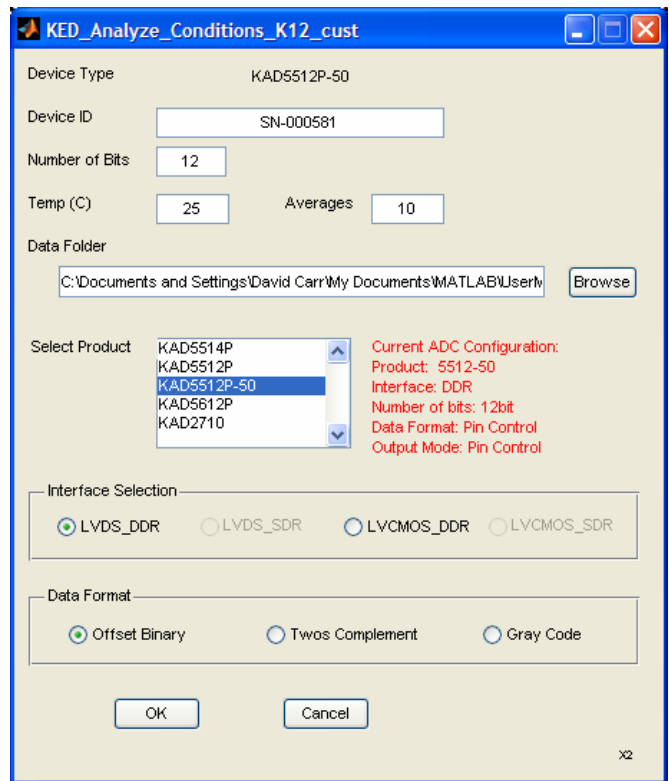 KED_Analyze_Conditions_K12_cust
Device Type KAD5512P-50
Device ID SN-000581
Number of Bits 12
Temp (C) 25 Averages 10
Data Folder
C:\Documents and Settings\David Carr\My Documents\MATLAB\User\ Browse
Select Product
KAD5514P
KAD5512P
KAD5512P-50
KAD5612P
KAD2710
Current ADC Configuration:
Product: 5512-50
Interface: DDR
Number of bits: 12bit
Data Format: Pin Control
Output Mode: Pin Control
Interface Selection
LVDS_DDR LVDS_SDR LVCMOS_DDR LVCMOS_SDR
Data Format
Offset Binary Twos Complement Gray Code
OK Cancel
X2